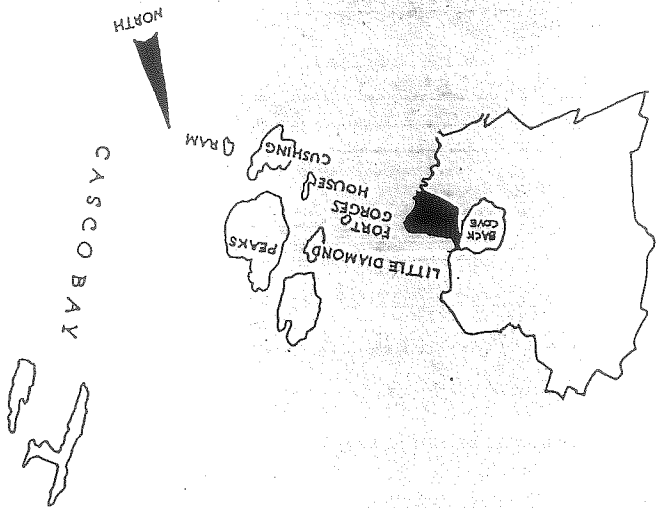 NORTH
CASCO BAY
RAM
CUSHING
HOUSE
FORT
GORGES
PEAKS
LITTLE DIAMOND
BACK
COVE